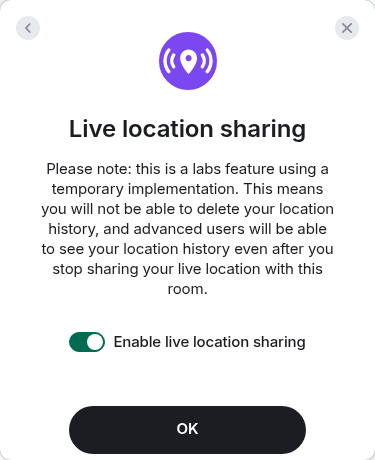 Live location sharing
Please note: this is a labs feature using a
temporary implementation. This means
you will not be able to delete your location
history, and advanced users will be able
to see your location history even after you
stop sharing your live location with this
room.
Enable live location sharing
OK